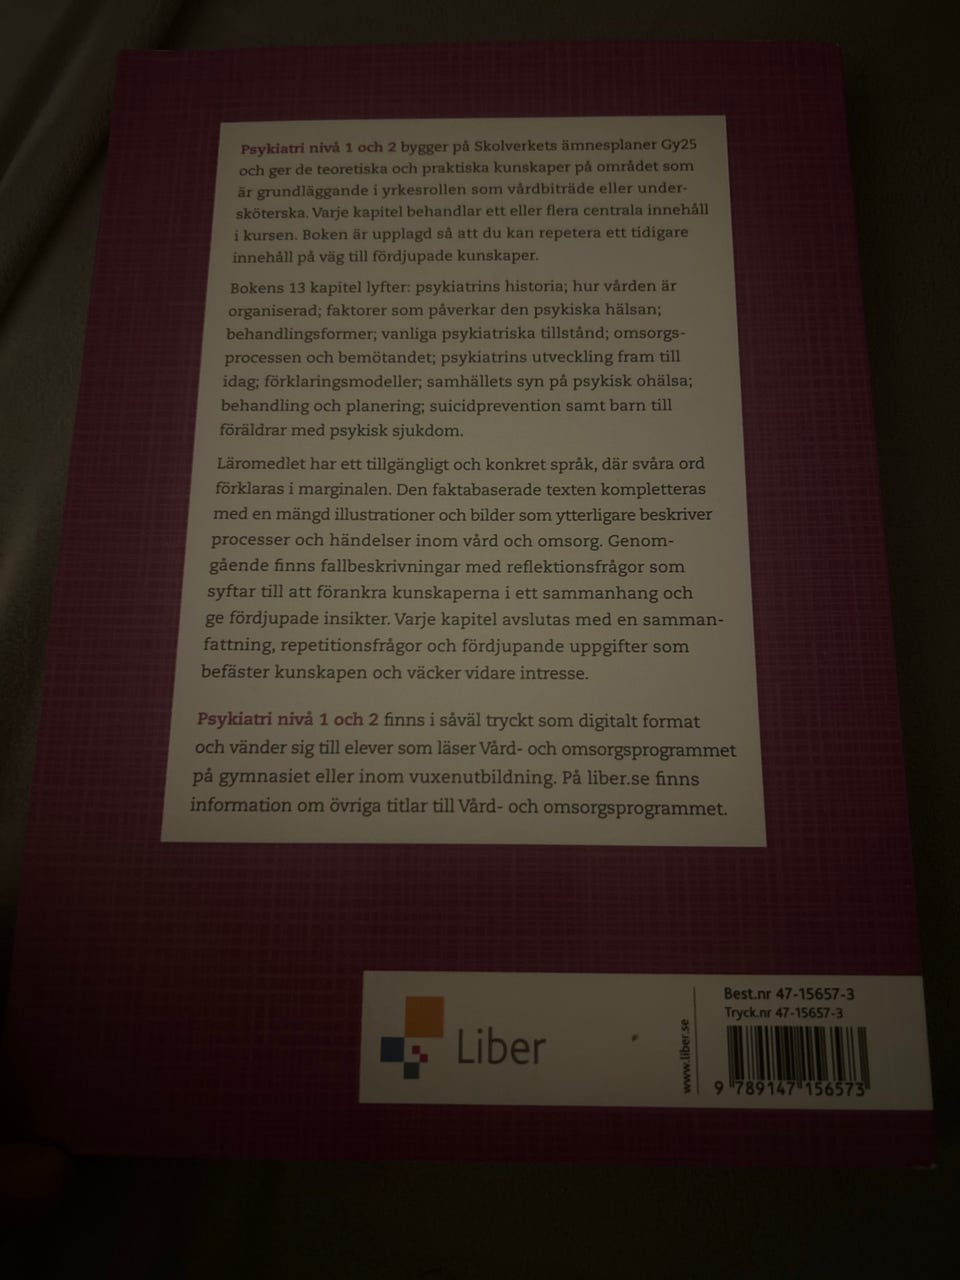 Psykiatri nivå 1 och 2 bygger på Skolverkets ämnesplaner Gy25
och ger de teoretiska och praktiska kunskaper på området som
är grundläggande i yrkesrollen som vårdbiträde eller under-
sköterska. Varje kapitel behandlar ett eller flera centrala innehåll
i kursen. Boken är upplagd så att du kan repetera ett tidigare
innehåll på väg till fördjupade kunskaper.
Bokens 13 kapitel lyfter: psykiatrins historia; hur vården är
organiserad; faktorer som påverkar den psykiska hälsan;
behandlingsformer; vanliga psykiatriska tillstånd; omsorgs-
processen och bemötandet; psykiatrins utveckling fram till
idag; förklaringsmodeller; samhällets syn på psykisk ohälsa;
behandling och planering; suicidprevention samt barn till
föräldrar med psykisk sjukdom.
Läromedlet har ett tillgängligt och konkret språk, där svåra ord
förklaras i marginalen. Den faktabaserade texten kompletteras
med en mängd illustrationer och bilder som ytterligare beskriver
processer och händelser inom vård och omsorg. Genom-
gående finns fallbeskrivningar med reflektionsfrågor som
syftar till att förankra kunskaperna i ett sammanhang och
ge fördjupade insikter. Varje kapitel avslutas med en samman-
fattning, repetitionsfrågor och fördjupande uppgifter som
befäster kunskapen och väcker vidare intresse.
Psykiatri nivå 1 och 2 finns i såväl tryckt som digitalt format
och vänder sig till elever som läser Vård- och omsorgsprogrammet
på gymnasiet eller inom vuxenutbildning. På liber.se finns
information om övriga titlar till Vård- och omsorgsprogrammet.
Liber
www.liber.se
Best.nr 47-15657-3
Tryck.nr 47-15657-3
9 789147 156573